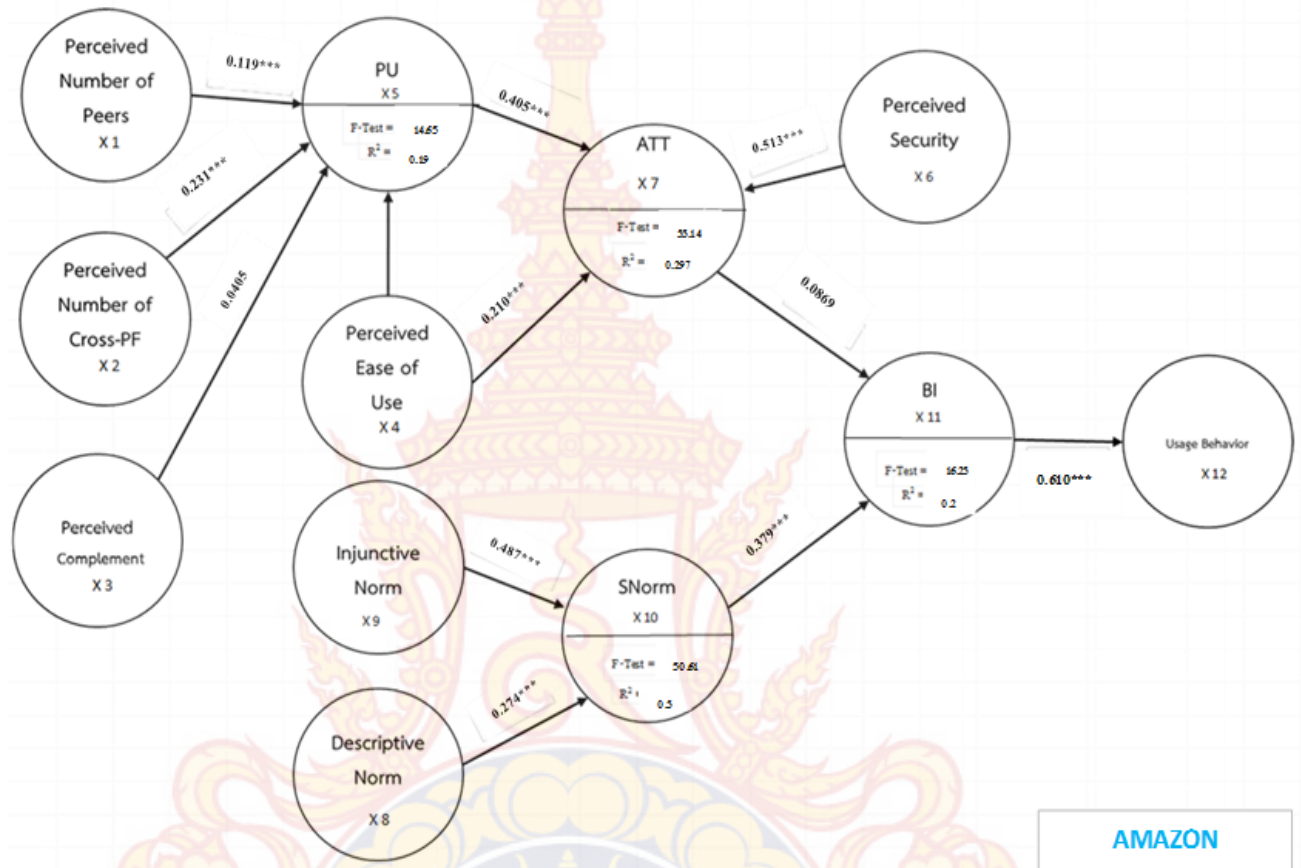 Perceived
Number of
Peers
X 1
0.119***
PU
X 5
F-Test = 14.65
R² = 0.19
0.405***
ATT
X 7
F-Test = 53.14
R² = 0.297
0.513***
Perceived
Security
X 6
0.231***
Perceived
Number of
Cross-PF
X 2
0.0405
Perceived
Ease of
Use
X 4
0.210***
0.0869
BI
X 11
F-Test = 16.23
R² =
0.2
0.610***
Usage Behavior
X 12
Perceived
Complement
X 3
Injunctive
Norm
X 9
0.487***
SNorm
X 10
F-Test = 50.61
R²
0.379***
Descriptive
Norm
X 8
0.274***
AMAZON